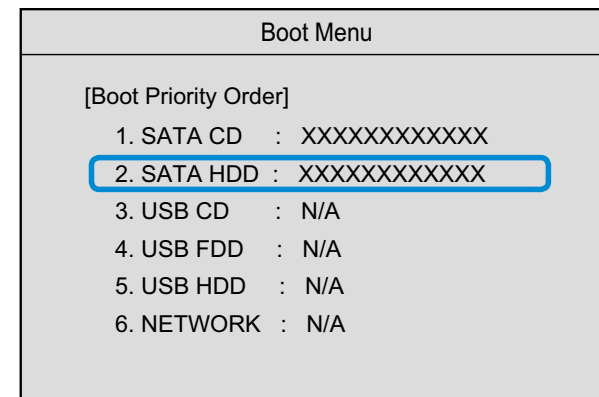 Boot Menu
[Boot Priority Order]
1. SATA CD : XXXXXXXXXXXX
2. SATA HDD : XXXXXXXXXXXX
3. USB CD : N/A
4. USB FDD : N/A
5. USB HDD : N/A
6. NETWORK : N/A